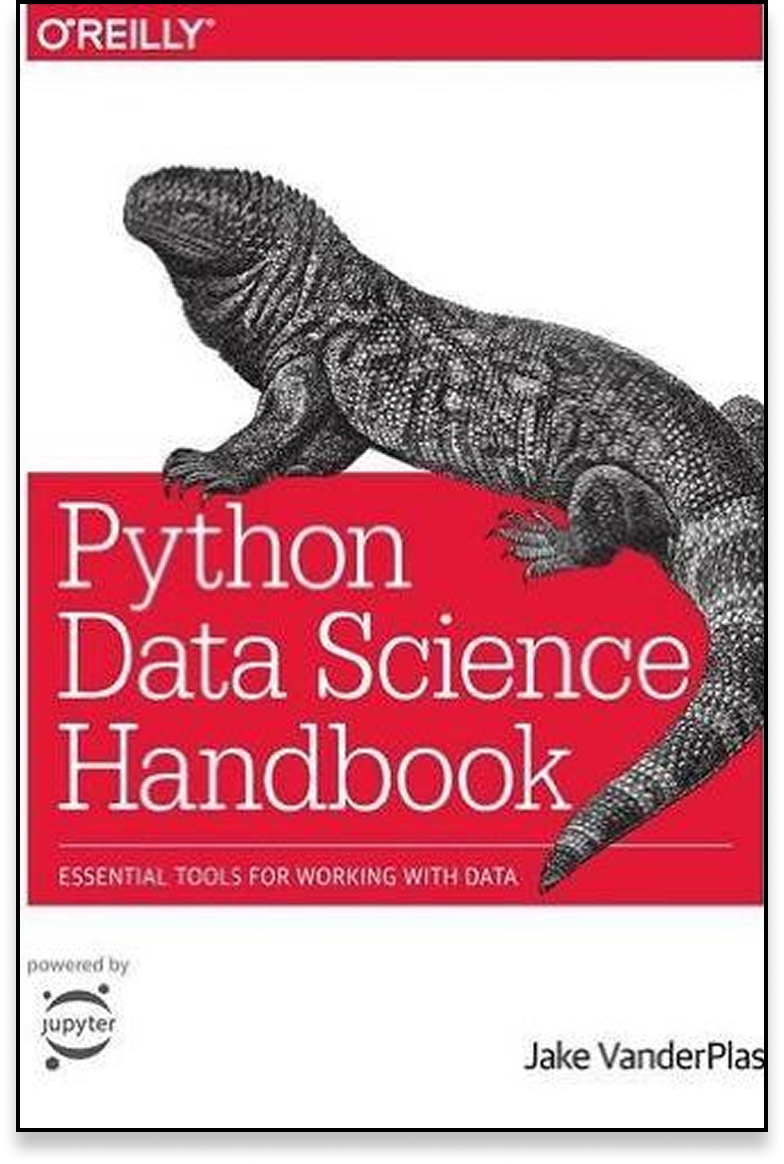 O'REILLY®
Python
Data Science
Handbook
ESSENTIAL TOOLS FOR WORKING WITH DATA
powered by
jupyter
Jake VanderPlas